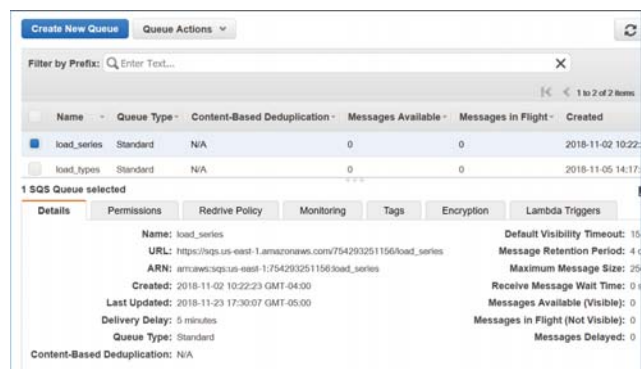 Create New Queue Queue Actions
Filter by Prefix: Enter Text...
1 to 2 of 2 items
Name Queue Type Content-Based Deduplication Messages Available Messages in Flight Created
load_series Standard N/A 0 0 2018-11-02 10:22:
load_types Standard N/A 0 0 2018-11-05 14:17:
1 SQS Queue selected
Details Permissions Redrive Policy Monitoring Tags Encryption Lambda Triggers
Name: load_series Default Visibility Timeout: 15
URL: https://sqs.us-east-1.amazonaws.com/754293251156/load_series Message Retention Period: 4
ARN: arn:aws:sqs:us-east-1:754293251156:load_series Maximum Message Size: 25
Created: 2018-11-02 10:22:23 GMT-04:00 Receive Message Wait Time: 0
Last Updated: 2018-11-23 17:30:07 GMT-05:00 Messages Available (Visible): 0
Delivery Delay: 5 minutes Messages in Flight (Not Visible): 0
Queue Type: Standard Messages Delayed: 0
Content-Based Deduplication: N/A